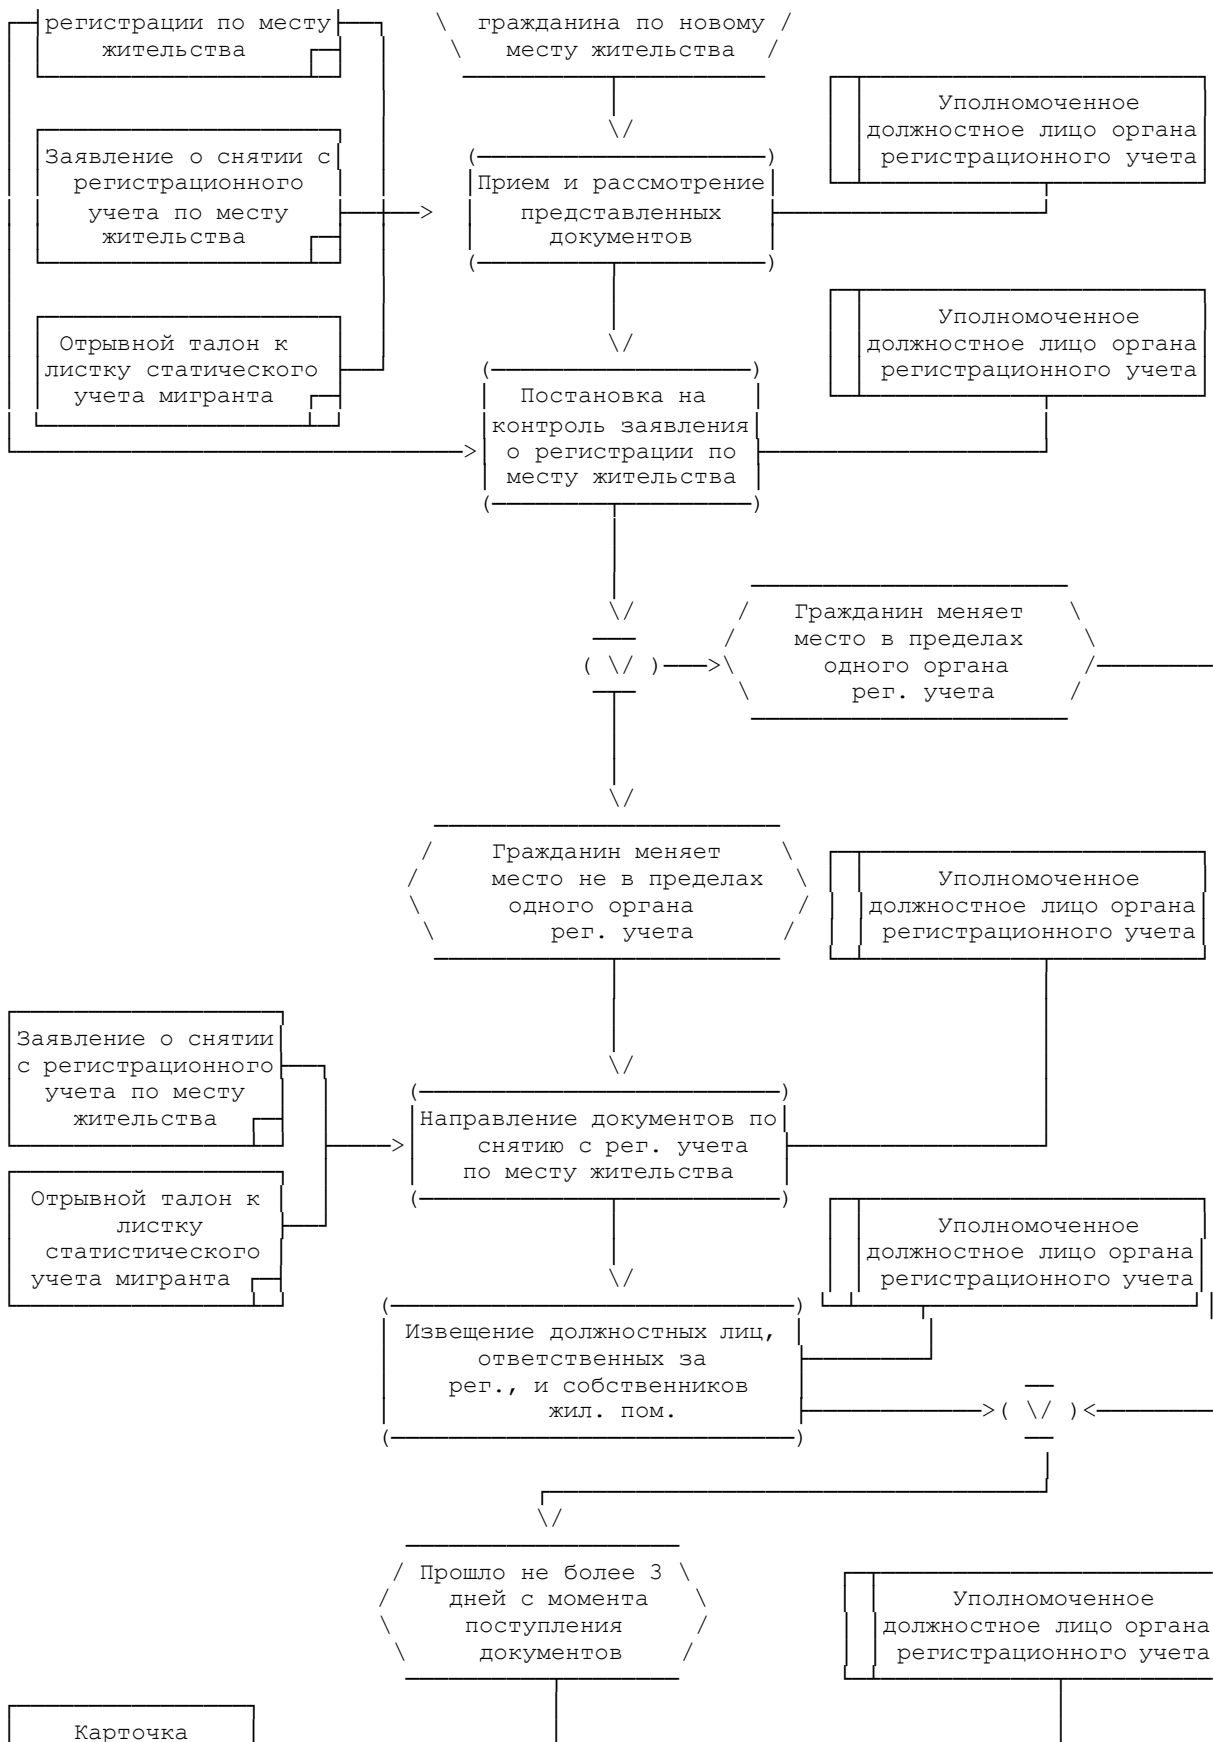 регистрации по месту
жительства
гражданина по новому
месту жительства
Уполномоченное
должностное лицо органа
регистрационного учета
Заявление о снятии с
регистрационного
учета по месту
жительства
Прием и рассмотрение
представленных
документов
Уполномоченное
должностное лицо органа
регистрационного учета
Отрывной талон к
листку статического
учета мигранта
Постановка на
контроль заявления
о регистрации по
месту жительства
Гражданин меняет
место в пределах
одного органа
рег. учета
Гражданин меняет
место не в пределах
одного органа
рег. учета
Уполномоченное
должностное лицо органа
регистрационного учета
Заявление о снятии
с регистрационного
учета по месту
жительства
Направление документов по
снятию с рег. учета
по месту жительства
Отрывной талон к
листку
статистического
учета мигранта
Уполномоченное
должностное лицо органа
регистрационного учета
Извещение должностных лиц,
ответственных за
рег., и собственников
жил. пом.
Прошло не более 3
дней с момента
поступления
документов
Уполномоченное
должностное лицо органа
регистрационного учета
Карточка